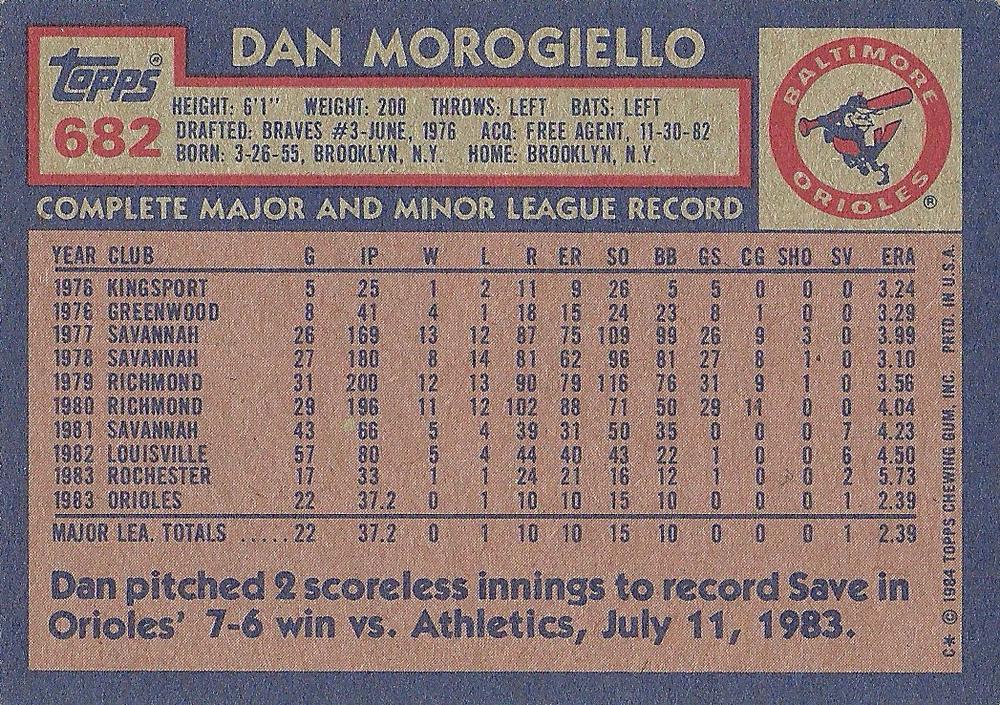 DAN MOROGIELLO
topps®
682
HEIGHT: 6'1" WEIGHT: 200 THROWS: LEFT BATS: LEFT
DRAFTED: BRAVES #3-JUNE, 1976 ACQ: FREE AGENT, 11-30-82
BORN: 3-26-55, BROOKLYN, N.Y. HOME: BROOKLYN, N.Y.
BALTIMORE
ORIOLES
®
COMPLETE MAJOR AND MINOR LEAGUE RECORD
YEAR CLUB G IP W L R ER SO BB GS CG SHO SV ERA
1976 KINGSPORT 5 25 1 2 11 9 26 5 5 0 0 0 3.24
1976 GREENWOOD 8 41 4 1 18 15 24 23 8 1 0 0 3.29
1977 SAVANNAH 26 169 13 12 87 75 109 99 26 9 3 0 3.99
1978 SAVANNAH 27 180 8 14 81 62 96 81 27 8 1 0 3.10
1979 RICHMOND 31 200 12 13 90 79 116 76 31 9 1 0 3.56
1980 RICHMOND 29 196 11 12 102 88 71 50 29 11 0 0 4.04
1981 SAVANNAH 43 66 5 4 39 31 50 35 0 0 0 7 4.23
1982 LOUISVILLE 57 80 5 4 44 40 43 22 1 0 0 6 4.50
1983 ROCHESTER 17 33 1 1 24 21 16 12 1 0 0 2 5.73
1983 ORIOLES 22 37.2 0 1 10 10 15 10 0 0 0 1 2.39
MAJOR LEA. TOTALS .....22 37.2 0 1 10 10 15 10 0 0 0 1 2.39
Dan pitched 2 scoreless innings to record Save in
Orioles' 7-6 win vs. Athletics, July 11, 1983.
C* © 1984 TOPPS CHEWING GUM, INC. PRTD. IN U.S.A.